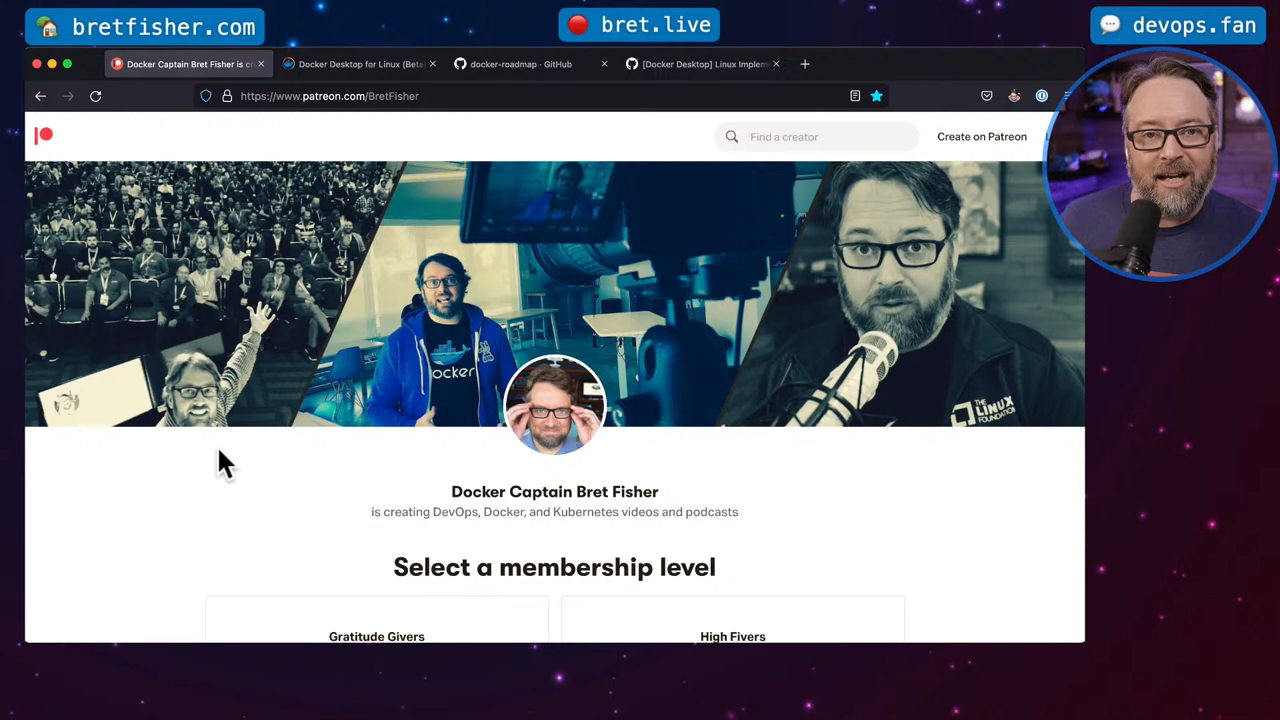 bretfisher.com
bret.live
devops.fan
Docker Captain Bret Fisher is cr
Docker Desktop for Linux (Beta)
docker-roadmap · GitHub
[Docker Desktop] Linux Implem
https://www.patreon.com/BretFisher
Find a creator
Create on Patreon
docker
THE
LINUX
FOUNDATION
Docker Captain Bret Fisher
is creating DevOps, Docker, and Kubernetes videos and podcasts
Select a membership level
Gratitude Givers
High Fivers